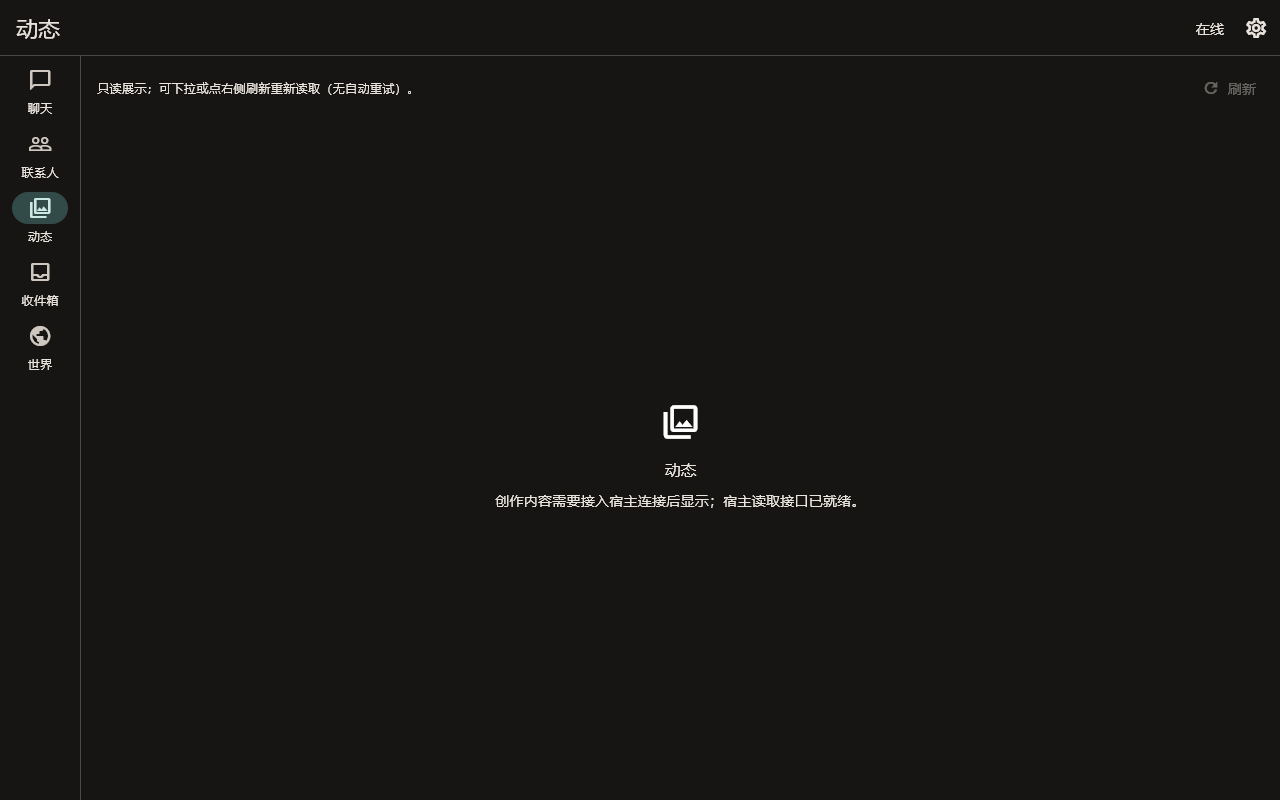 动态
在线
聊天
联系人
动态
收件箱
世界
只读展示；可下拉或点右侧刷新重新读取（无自动重试）。
刷新
动态
创作内容需要接入宿主连接后显示；宿主读取接口已就绪。